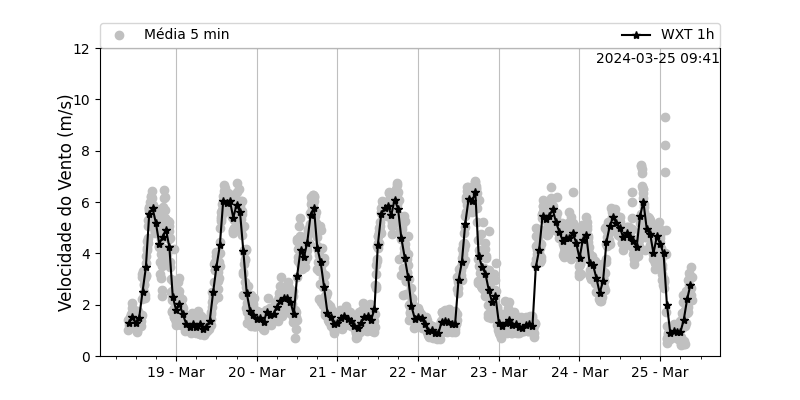 Média 5 min
WXT 1h
2024-03-25 09:41
Velocidade do Vento (m/s)
12
10
8
6
4
2
0
19 - Mar
20 - Mar
21 - Mar
22 - Mar
23 - Mar
24 - Mar
25 - Mar